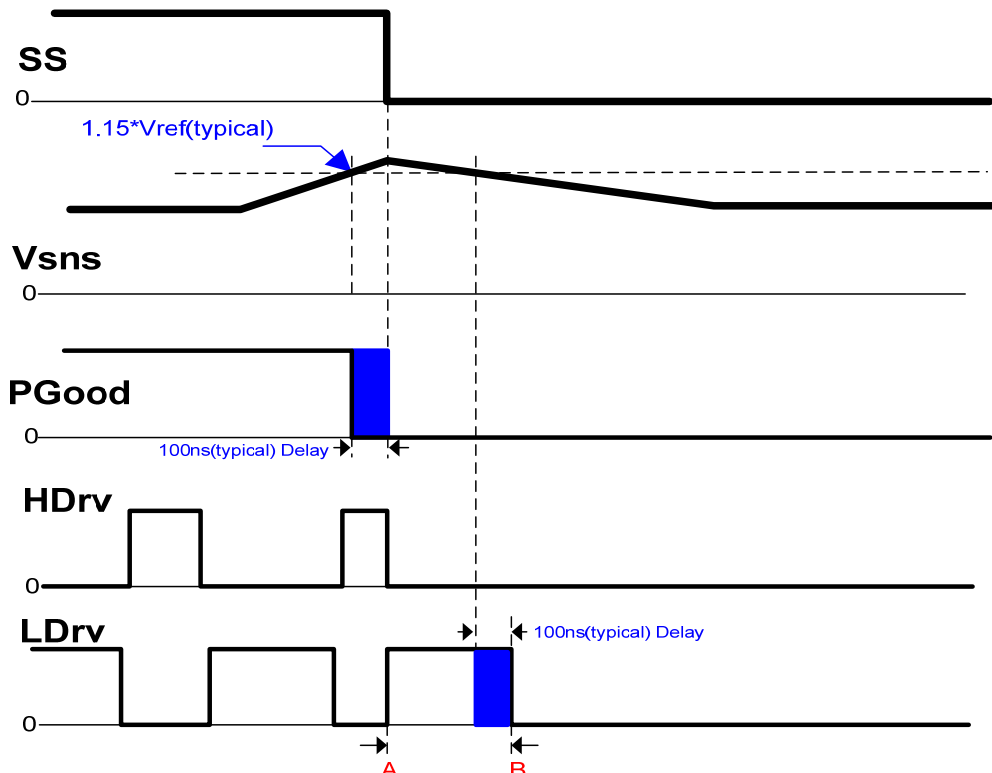 SS
0
1.15*Vref(typical)
Vsns
0
PGood
0
100ns(typical) Delay
HDrv
0
LDrv
100ns(typical) Delay
0
A B